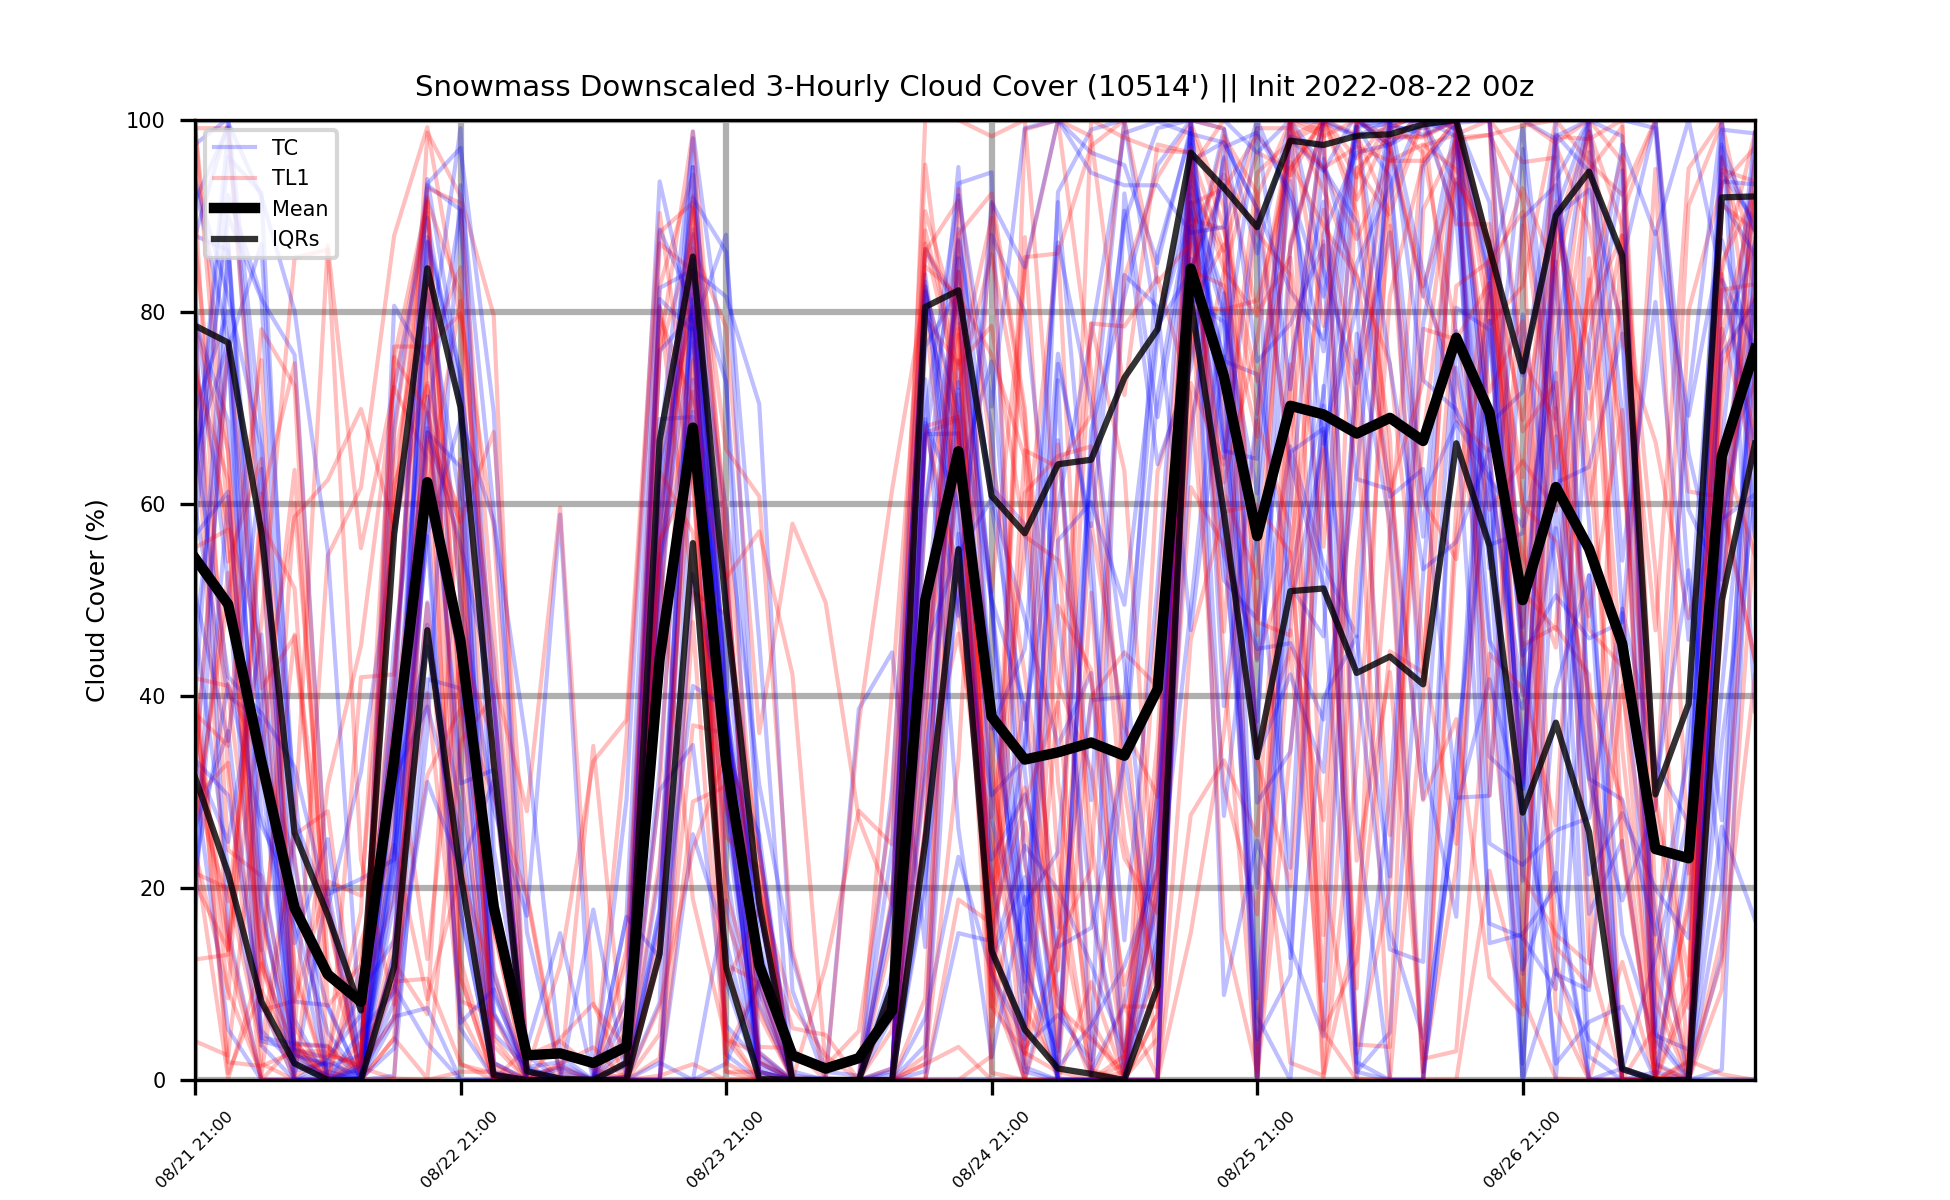 Snowmass Downscaled 3-Hourly Cloud Cover (10514') || Init 2022-08-22 00z
TC
TL1
Mean
IQRs
Cloud Cover (%)
100
80
60
40
20
0
08/21 21:00
08/22 21:00
08/23 21:00
08/24 21:00
08/25 21:00
08/26 21:00